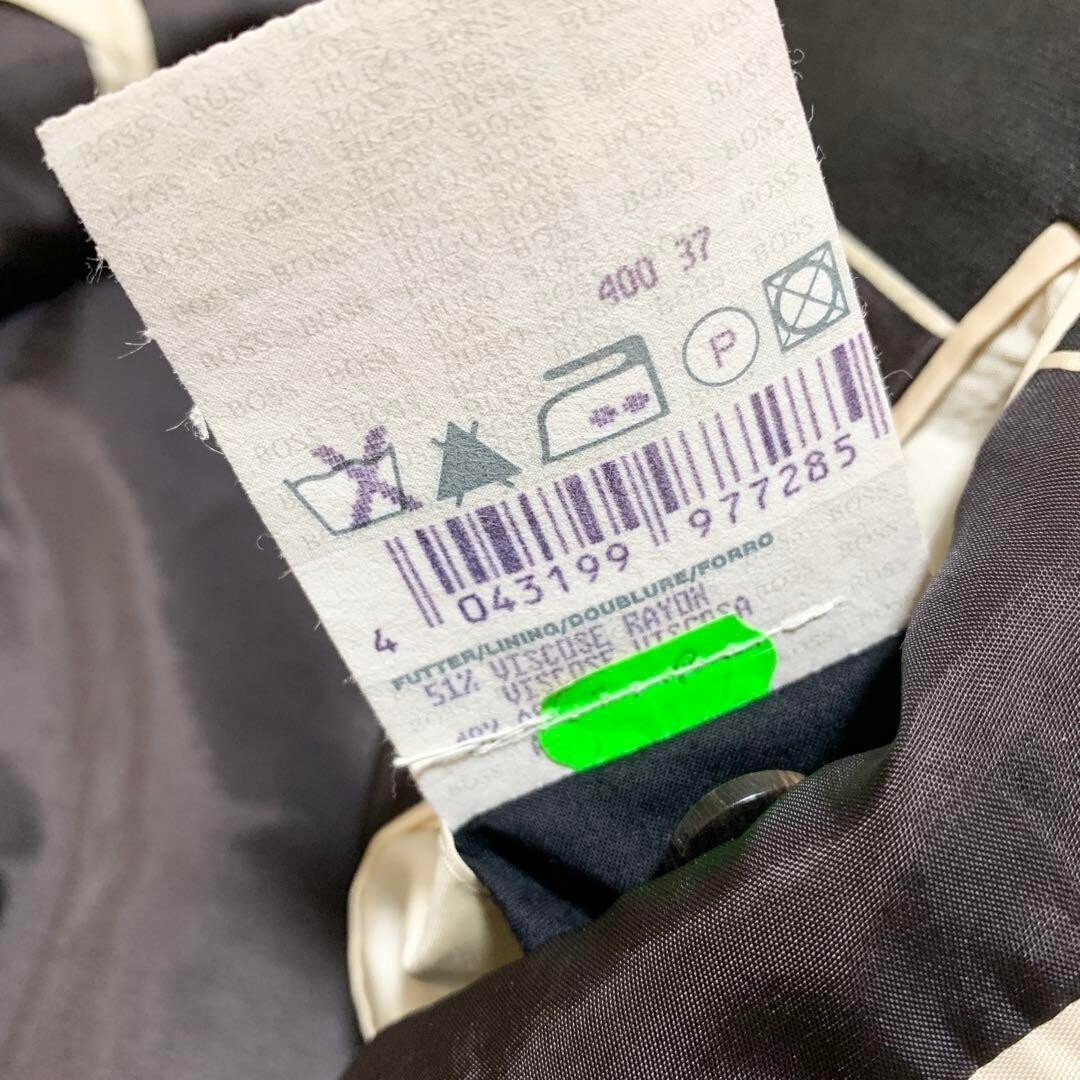 BOSS
HUGO BOSS
400 37
P
4 043199 977285
FUTTER/LINING/DOUBLURE/FORRO
51% VISCOSE RAYON
VISCOSE VISCOSA